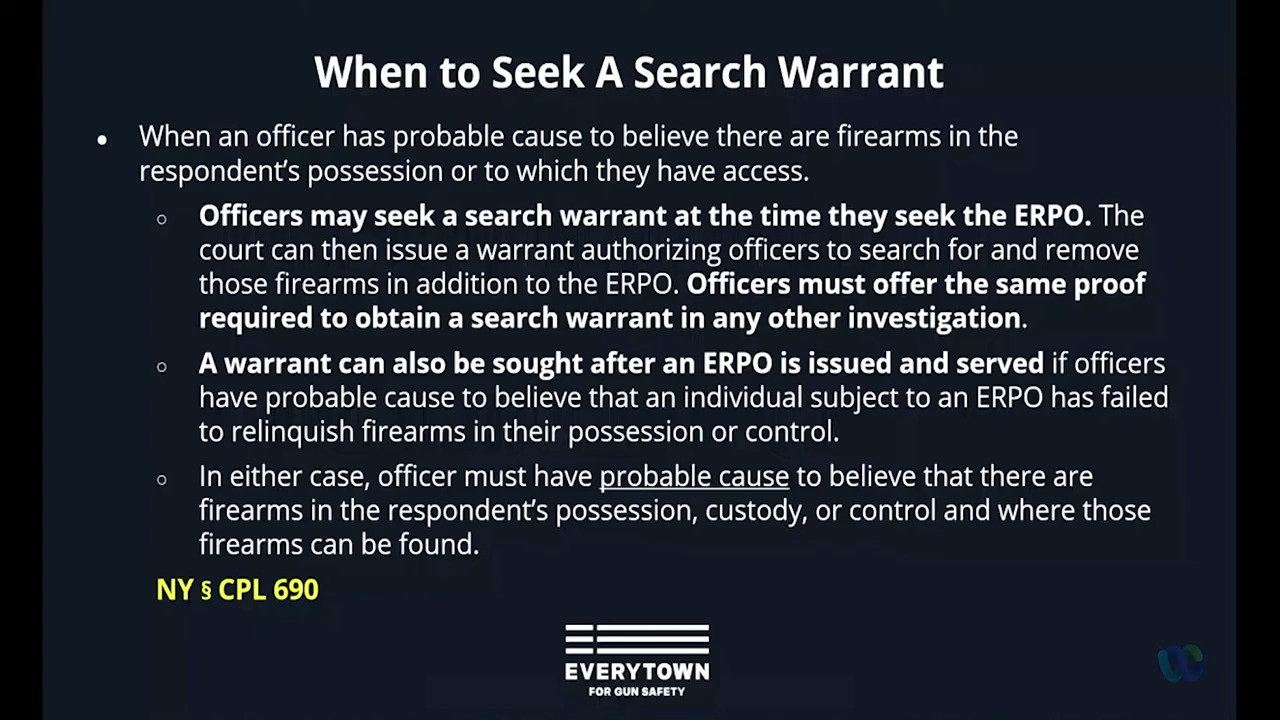 When to Seek A Search Warrant
• When an officer has probable cause to believe there are firearms in the
respondent’s possession or to which they have access.
○ Officers may seek a search warrant at the time they seek the ERPO. The
court can then issue a warrant authorizing officers to search for and remove
those firearms in addition to the ERPO. Officers must offer the same proof
required to obtain a search warrant in any other investigation.
○ A warrant can also be sought after an ERPO is issued and served if officers
have probable cause to believe that an individual subject to an ERPO has failed
to relinquish firearms in their possession or control.
○ In either case, officer must have probable cause to believe that there are
firearms in the respondent’s possession, custody, or control and where those
firearms can be found.
NY § CPL 690
EVERYTOWN
FOR GUN SAFETY